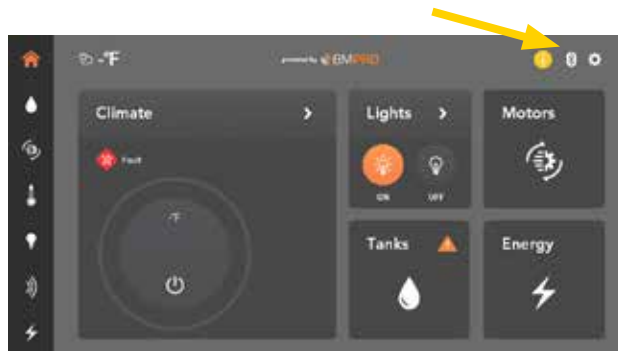 -°F
powered by BMPRO
Climate
Lights
Motors
Fault
ON
OFF
°F
Tanks
Energy